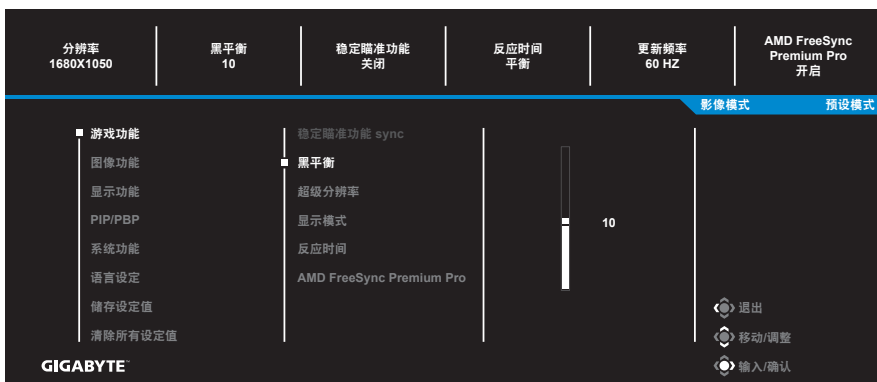 分辨率
1680X1050
黑平衡
10
稳定瞄准功能
关闭
反应时间
平衡
更新频率
60 HZ
AMD FreeSync
Premium Pro
开启
影像模式
预设模式
游戏功能
图像功能
显示功能
PIP/PBP
系统功能
语言设定
储存设定值
清除所有设定值
稳定瞄准功能 sync
黑平衡
超级分辨率
显示模式
反应时间
AMD FreeSync Premium Pro
10
退出
移动/调整
输入/确认
GIGABYTE™